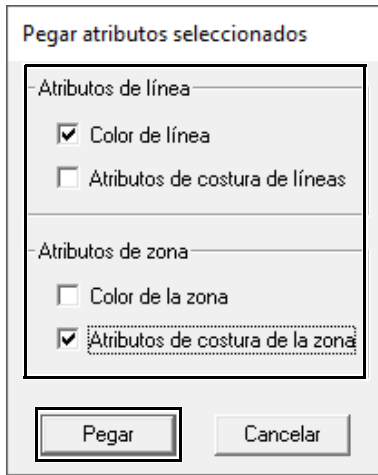 Pegar atributos seleccionados
Atributos de línea
Color de línea
Atributos de costura de líneas
Atributos de zona
Color de la zona
Atributos de costura de la zona
Pegar Cancelar